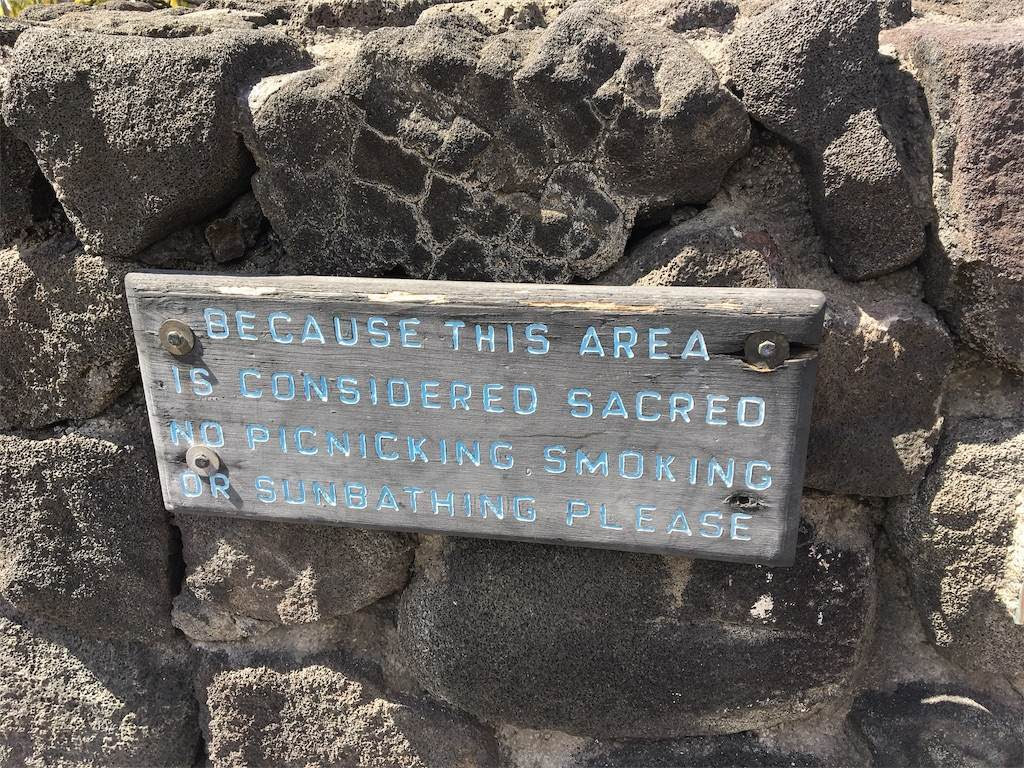 BECAUSE THIS AREA
IS CONSIDERED SACRED
NO PICNICKING, SMOKING
OR SUNBATHING PLEASE